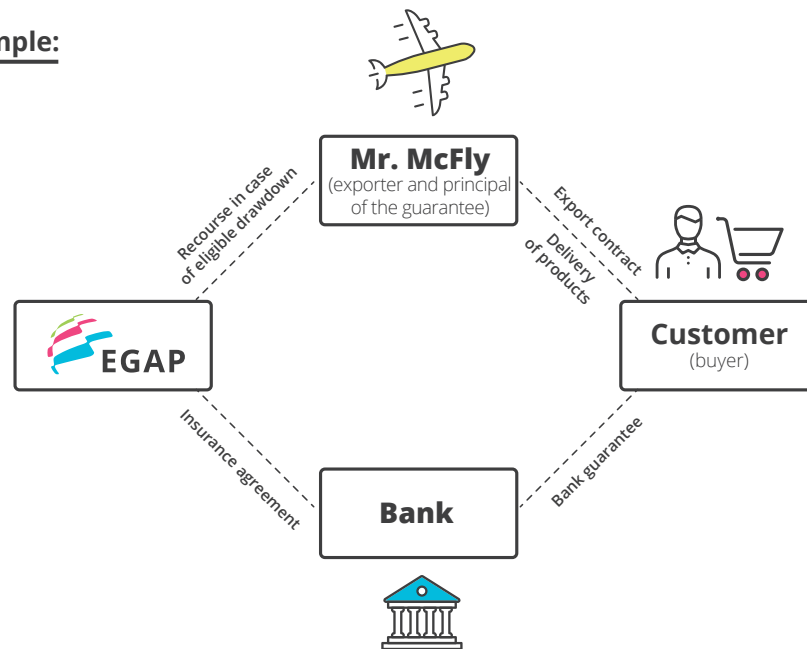 mple:
Mr. McFly
(exporter and principal
of the guarantee)
Recourse in case
of eligible drawdown
Export contract
Delivery
of products
EGAP
Customer
(buyer)
Insurance agreement
Bank guarantee
Bank